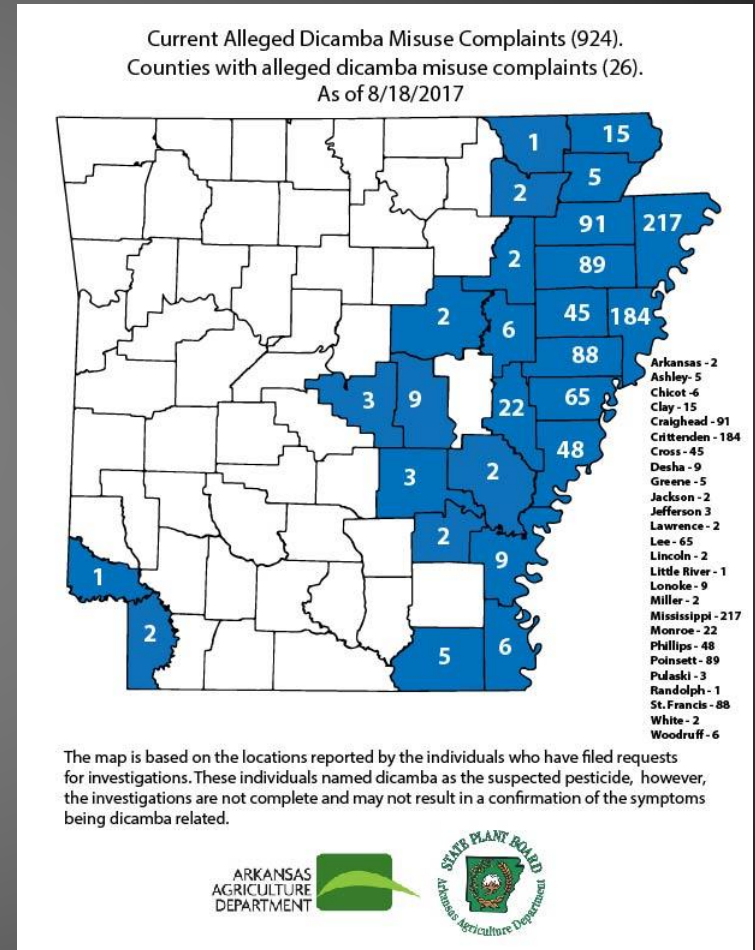 Current Alleged Dicamba Misuse Complaints (924).
Counties with alleged dicamba misuse complaints (26).
As of 8/18/2017
1
15
2
5
91
217
2
89
2
6
45
184
88
3
9
22
65
48
3
2
2
9
1
2
5
6
Arkansas - 2
Ashley- 5
Chicot -6
Clay - 15
Craighead - 91
Crittenden - 184
Cross - 45
Desha - 9
Greene - 5
Jackson - 2
Jefferson 3
Lawrence - 2
Lee - 65
Lincoln - 2
Little River - 1
Lonoke - 9
Miller - 2
Mississippi - 217
Monroe - 22
Phillips - 48
Poinsett - 89
Pulaski - 3
Randolph - 1
St. Francis - 88
White - 2
Woodruff - 6
The map is based on the locations reported by the individuals who have filed requests
for investigations. These individuals named dicamba as the suspected pesticide, however,
the investigations are not complete and may not result in a confirmation of the symptoms
being dicamba related.
ARKANSAS
AGRICULTURE
DEPARTMENT
STATE PLANT BOARD
Arkansas Agriculture Department